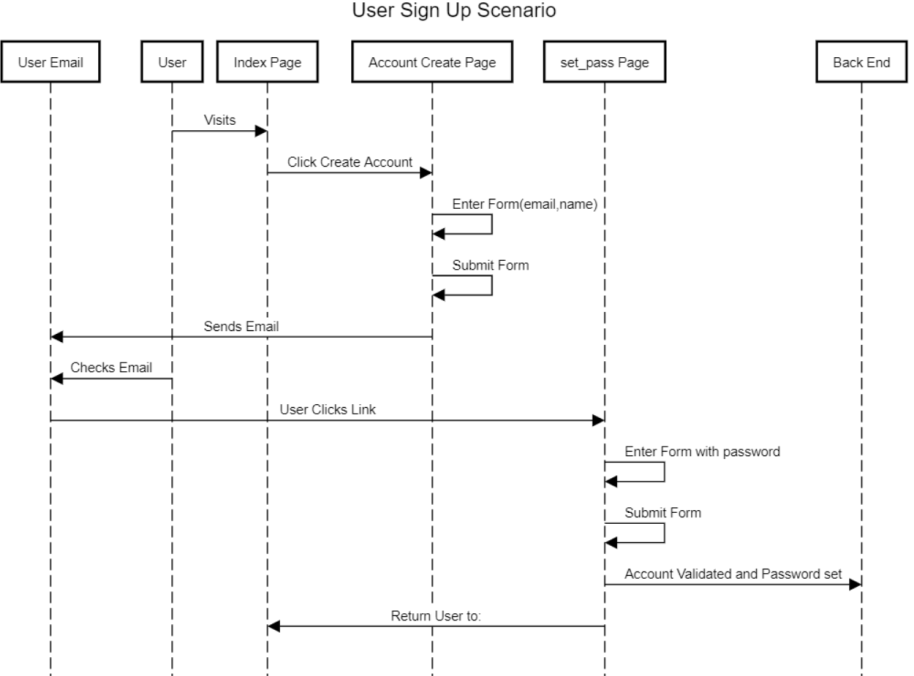 User Sign Up Scenario
User Email
User
Index Page
Account Create Page
set_pass Page
Back End
Visits
Click Create Account
Enter Form(email,name)
Submit Form
Sends Email
Checks Email
User Clicks Link
Enter Form with password
Submit Form
Account Validated and Password set
Return User to: